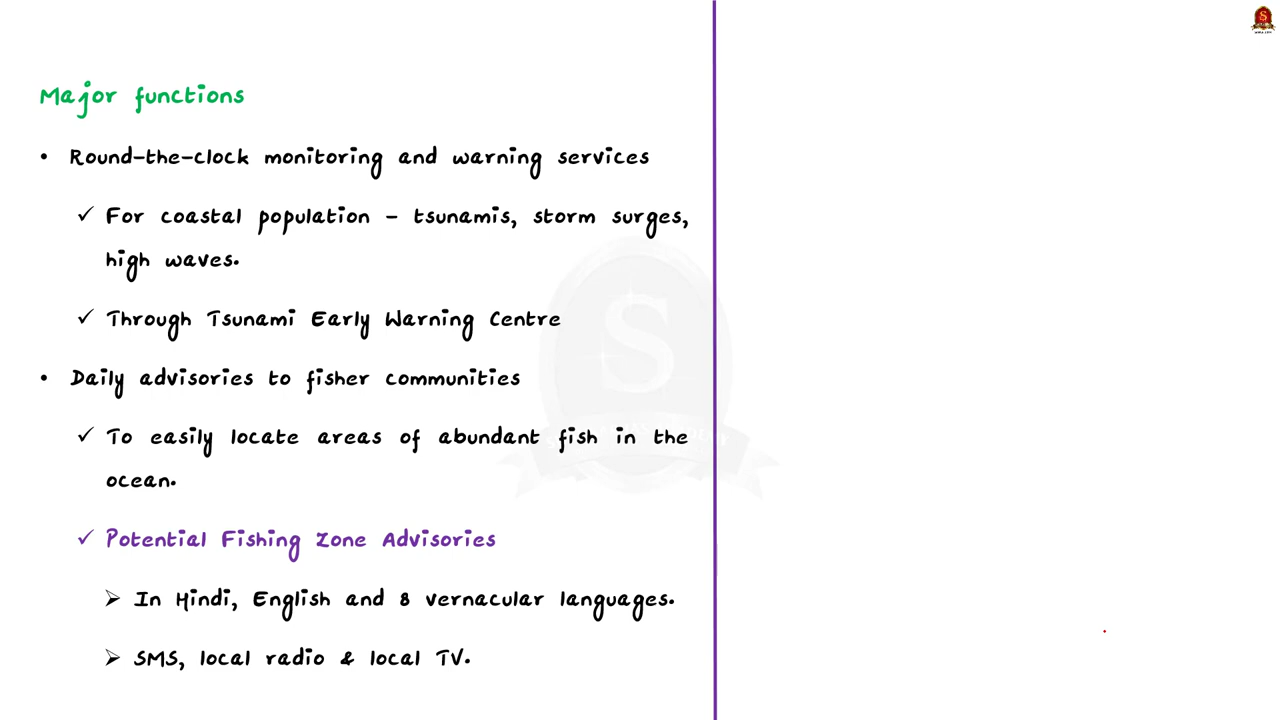 Major functions
• Round-the-clock monitoring and warning services
✓ For coastal population - tsunamis, storm surges,
high waves.
✓ Through Tsunami Early Warning Centre
• Daily advisories to fisher communities
✓ To easily locate areas of abundant fish in the
ocean.
✓ Potential Fishing Zone Advisories
➢ In Hindi, English and 8 vernacular languages.
➢ SMS, local radio & local TV.